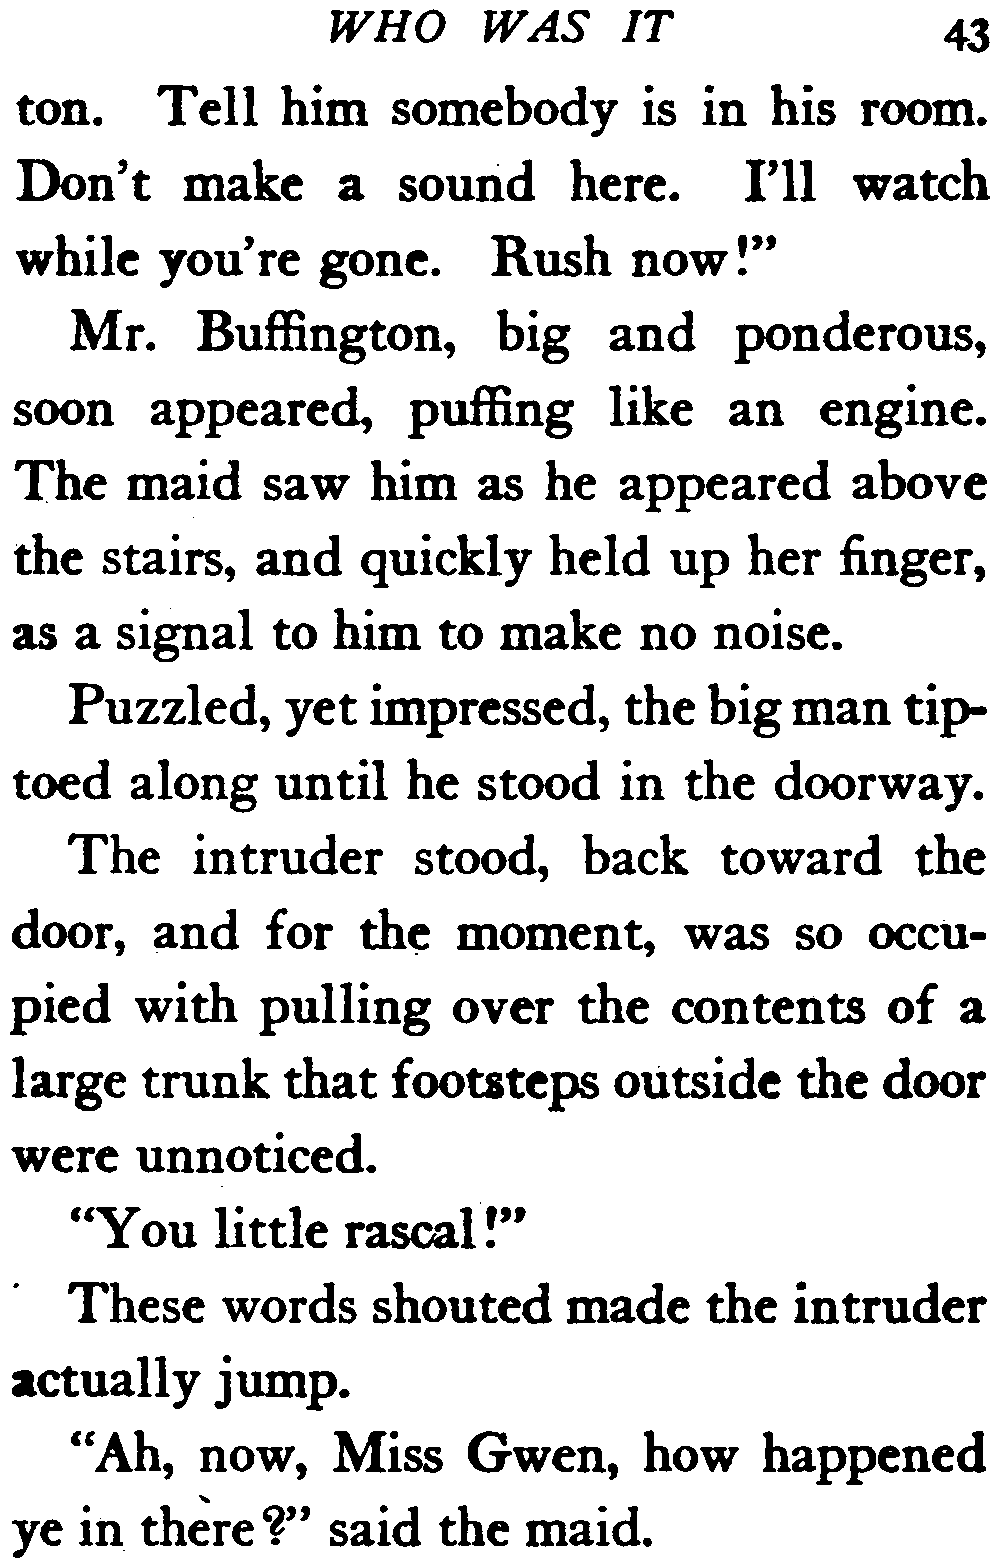 WHO WAS IT 43
ton. Tell him somebody is in his room.
Don't make a sound here. I'll watch
while you're gone. Rush now!"
Mr. Buffington, big and ponderous,
soon appeared, puffing like an engine.
The maid saw him as he appeared above
the stairs, and quickly held up her finger,
as a signal to him to make no noise.
Puzzled, yet impressed, the big man tip-
toed along until he stood in the doorway.
The intruder stood, back toward the
door, and for the moment, was so occu-
pied with pulling over the contents of a
large trunk that footsteps outside the door
were unnoticed.
"You little rascal!"
These words shouted made the intruder
actually jump.
"Ah, now, Miss Gwen, how happened
ye in there?" said the maid.